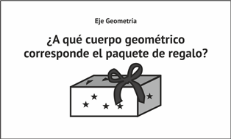 Eje Geometría
¿A qué cuerpo geométrico
corresponde el paquete de regalo?